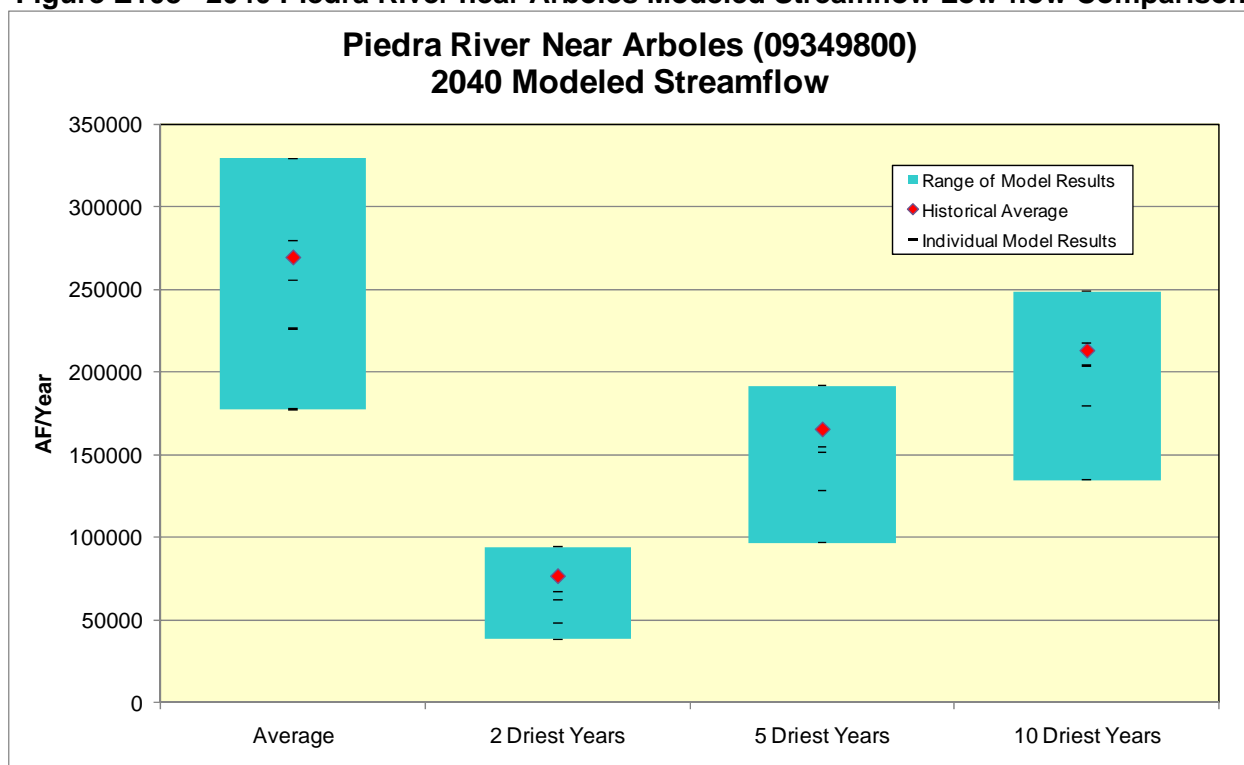 Piedra River Near Arboles (09349800)
2040 Modeled Streamflow
350000
300000
250000
200000
150000
100000
50000
0
AF/Year
Range of Model Results
Historical Average
Individual Model Results
Average
2 Driest Years
5 Driest Years
10 Driest Years